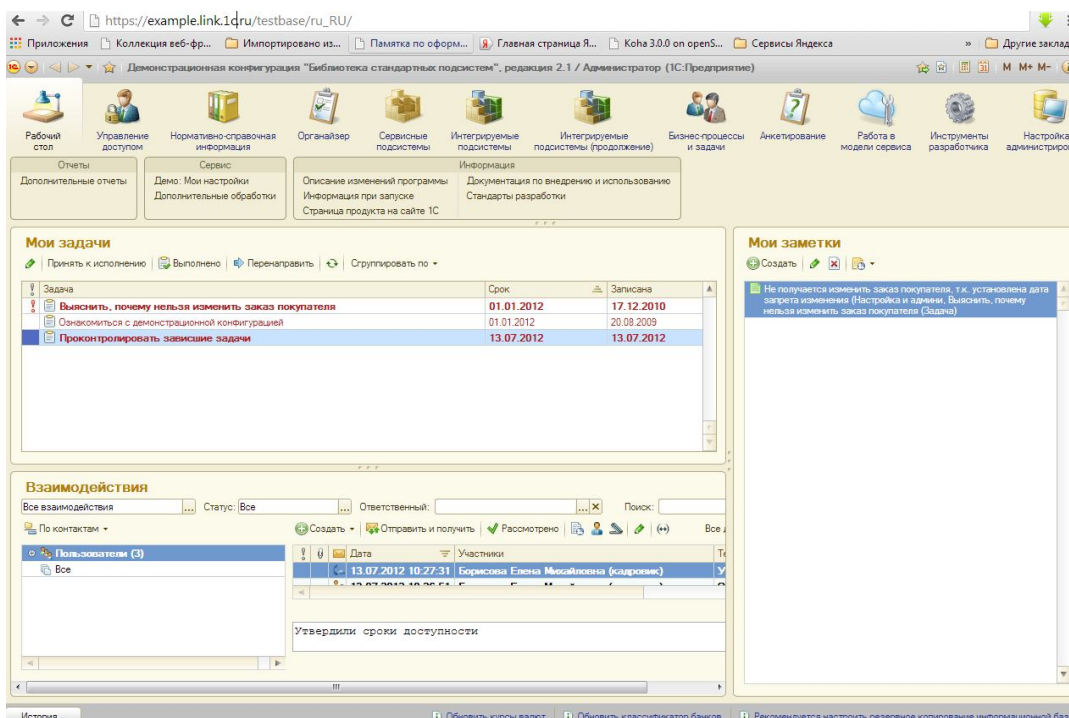 https://example.link.1c.ru/testbase/ru_RU/
Приложения Коллекция веб-фр... Импортировано из... Памятка по оформ... Главная страница Я... Koha 3.0.0 on openS... Сервисы Яндекса » Другие заклад
Демонстрационная конфигурация "Библиотека стандартных подсистем", редакция 2.1 / Администратор (1С:Предприятие) M M+ M-
Рабочий стол
Управление доступом
Нормативно-справочная информация
Органайзер
Сервисные подсистемы
Интегрируемые подсистемы
Интегрируемые подсистемы (продолжение)
Бизнес-процессы и задачи
Анкетирование
Работа в модели сервиса
Инструменты разработчика
Настройка администриро
Отчеты Сервис Информация
Дополнительные отчеты Демо: Мои настройки Описание изменений программы Документация по внедрению и использованию
Дополнительные обработки Информация при запуске Стандарты разработки
Страница продукта на сайте 1С
Мои задачи
Принять к исполнению Выполнено Перенаправить Сгруппировать по
Задача Срок Записана
Выяснить, почему нельзя изменить заказ покупателя 01.01.2012 17.12.2010
Ознакомиться с демонстрационной конфигурацией 01.01.2012 20.08.2009
Проконтролировать зависшие задачи 13.07.2012 13.07.2012
Мои заметки
Создать
Не получается изменить заказ покупателя, т.к. установлена дата
запрета изменения (Настройка и админи, Выяснить, почему
нельзя изменить заказ покупателя (Задача)
Взаимодействия
Все взаимодействия Статус: Все Ответственный: Поиск:
По контактам Создать Отправить и получить Рассмотрено Все
Пользователи (3)
Все
Дата Участники
13.07.2012 10:27:31 Борисова Елена Михайловна (кадровик)
Утвердили сроки доступности
История Обновить курсы валют Обновить классификатор банков Рекомендуется настроить резервное копирование информационной баз